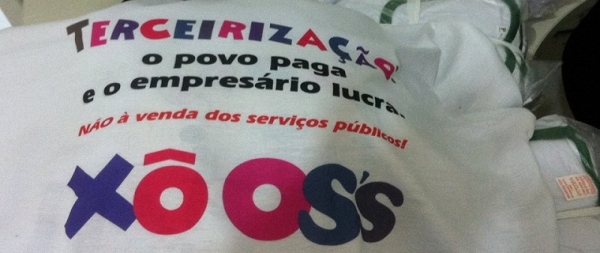 TERCEIRIZAÇÃO!
o povo paga
e o empresário lucra.
NÃO à venda dos serviços públicos!
XÔ OS's